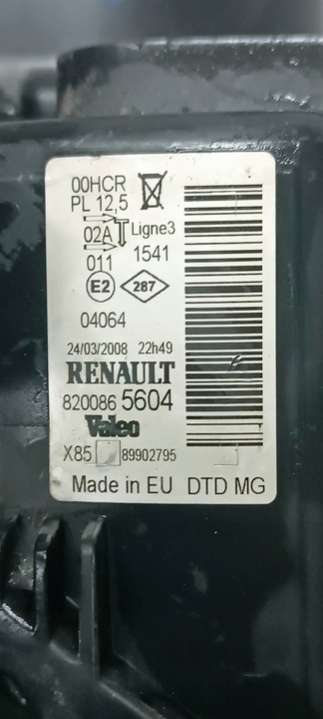 00HCR
PL 12,5
02A Ligne3
011 1541
E2 287
04064
24/03/2008 22h49
RENAULT
820086 5604
Valeo
X85 89902795
Made in EU DTD MG